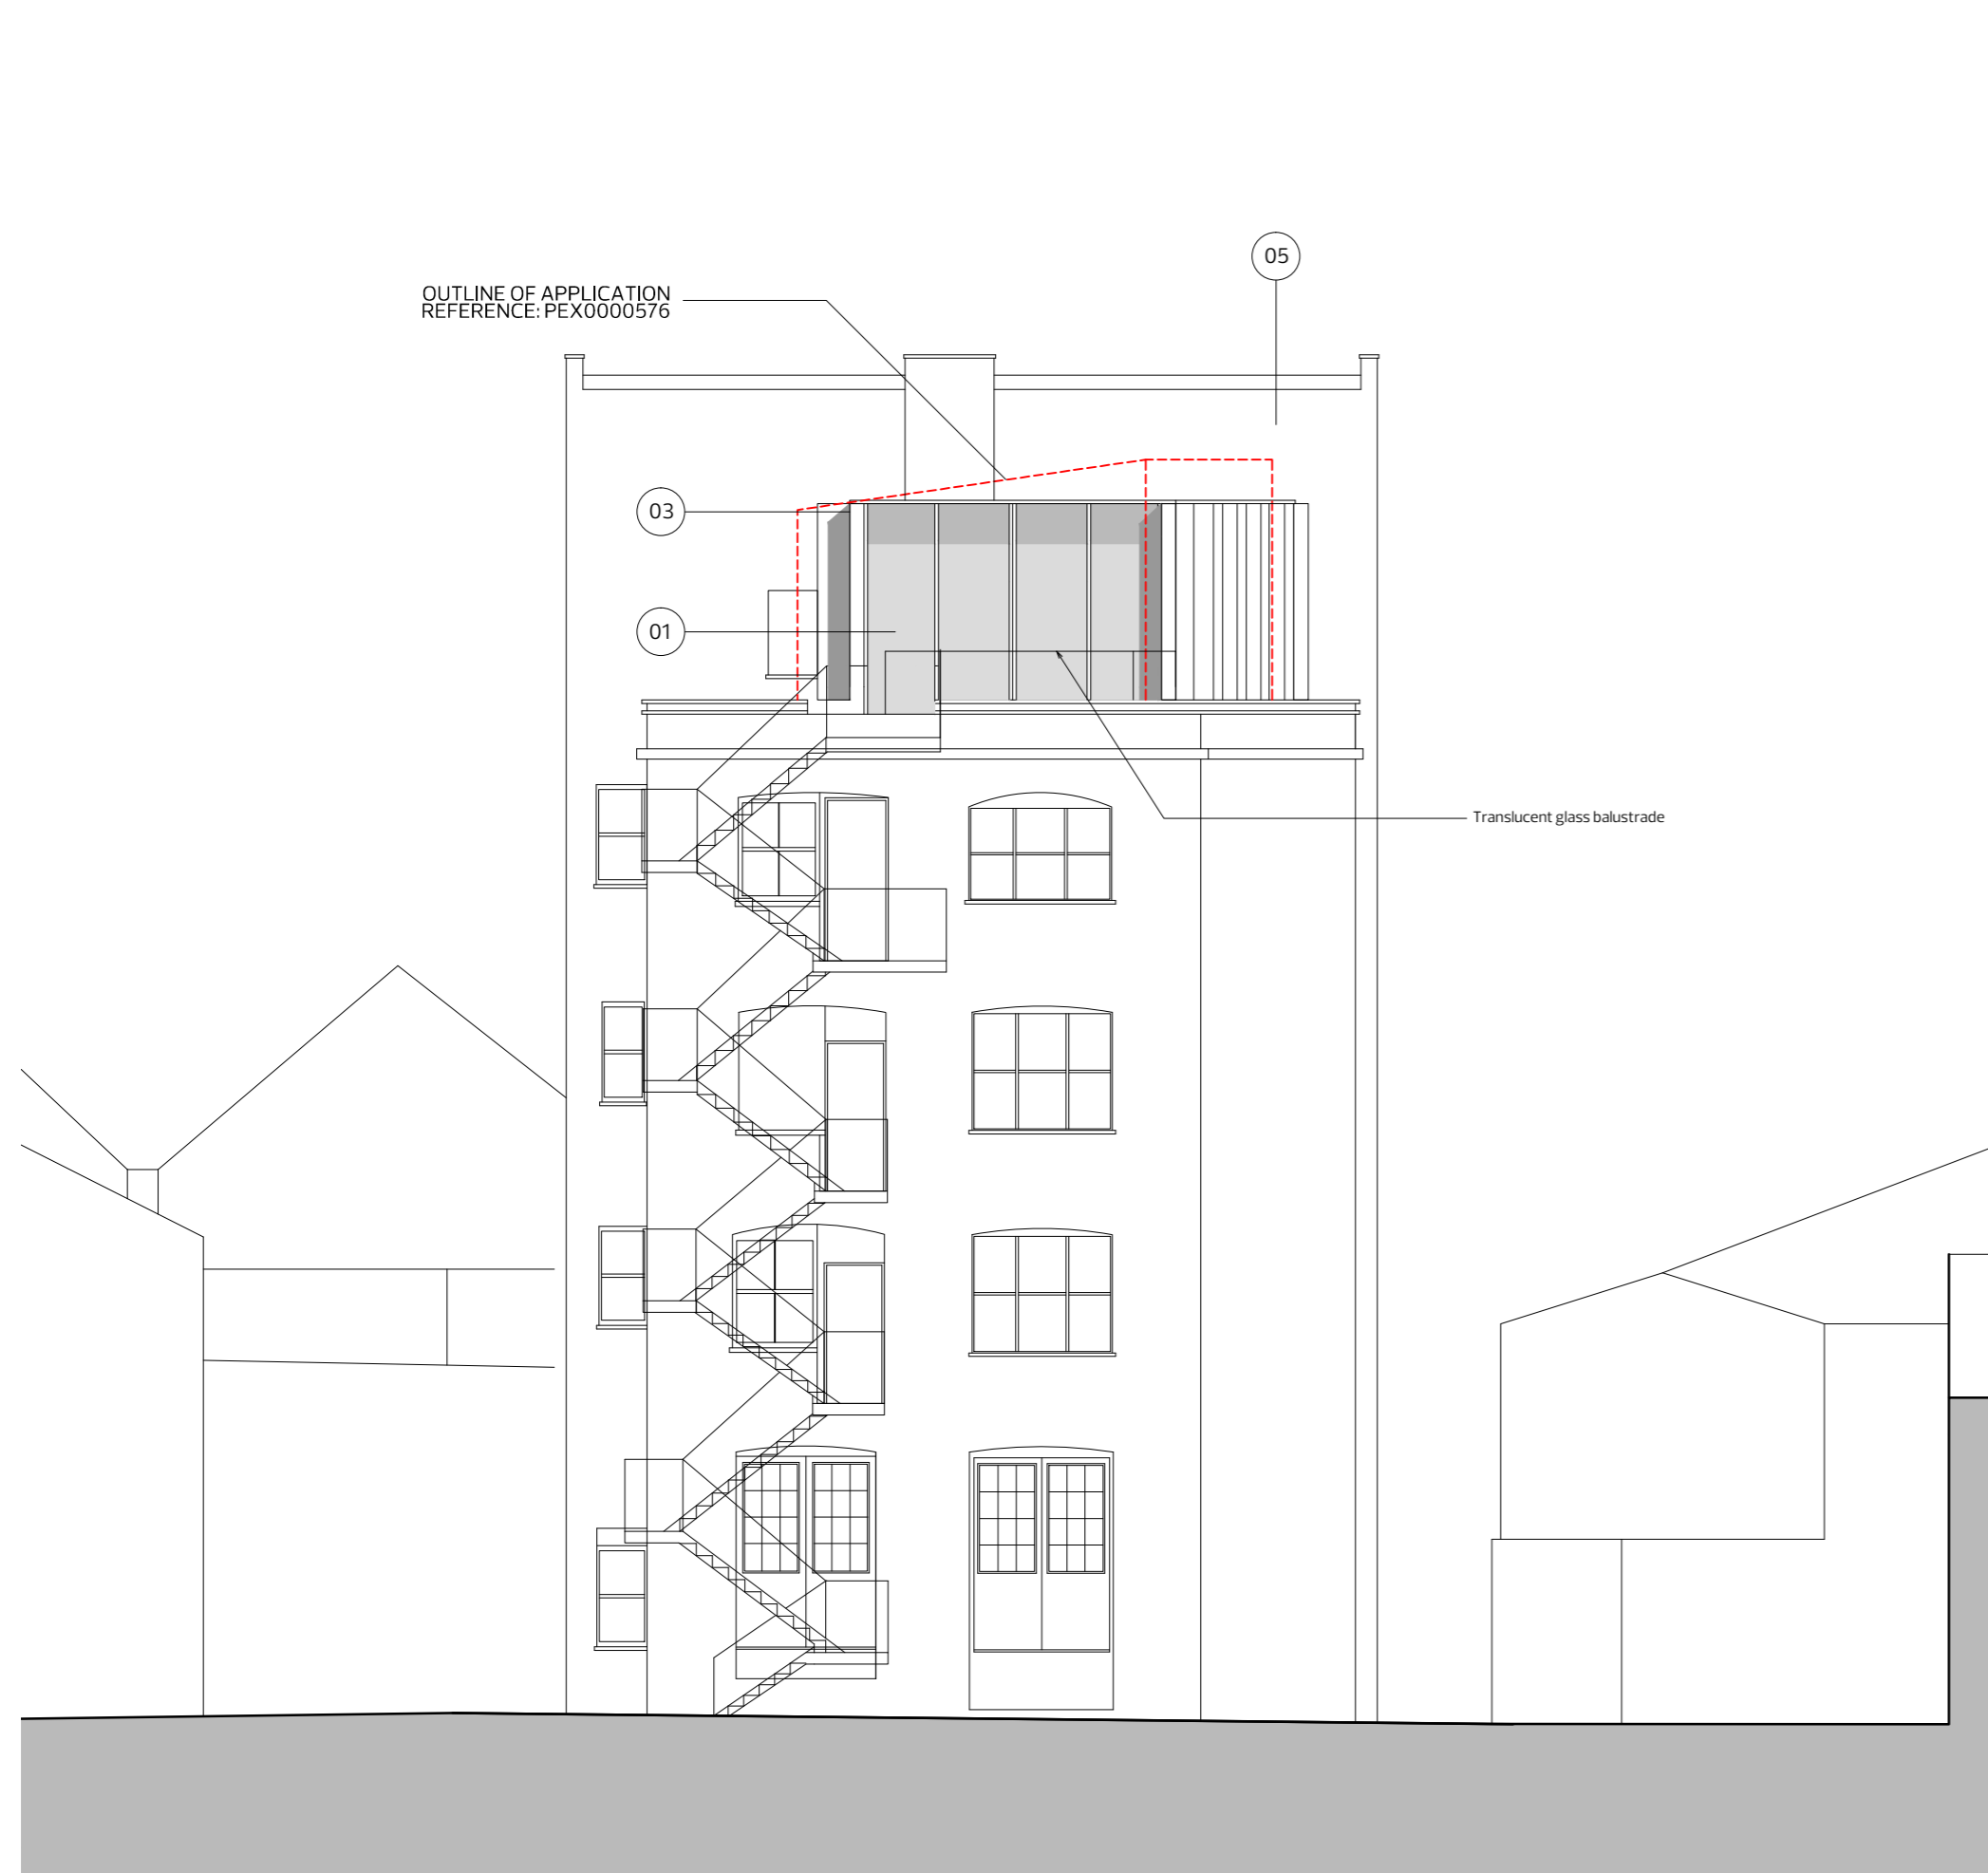 05
OUTLINE OF APPLICATION
REFERENCE: PEX0000576
03
01
Translucent glass balustrade